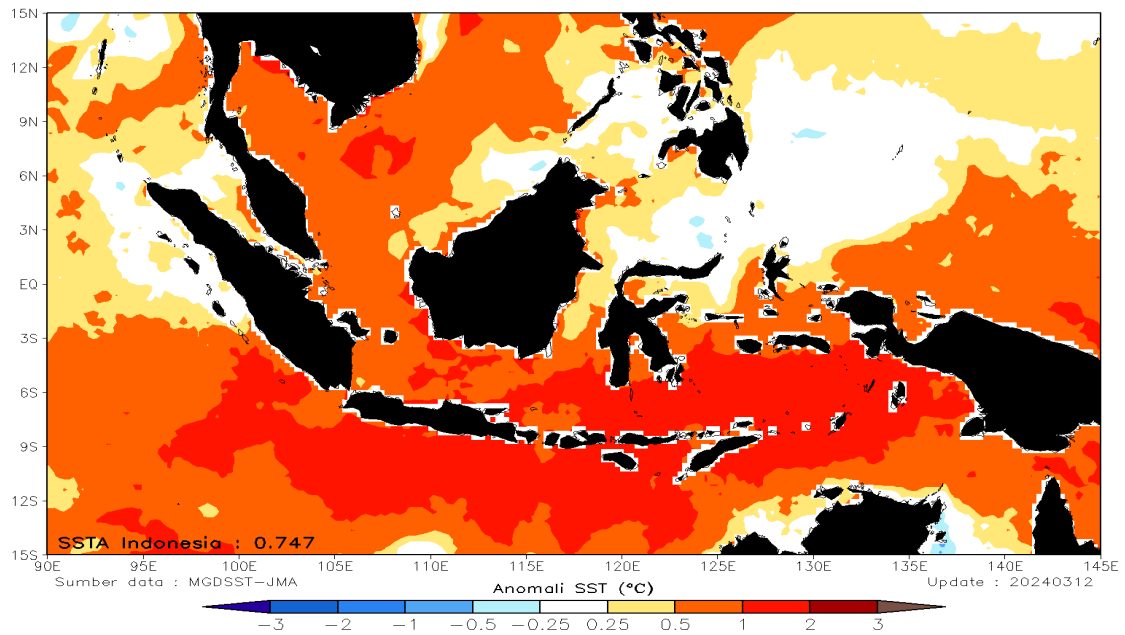 15N
12N
9N
6N
3N
EQ
3S
6S
9S
12S
15S
SSTA Indonesia : 0.747
90E 95E 100E 105E 110E 115E 120E 125E 130E 135E 140E 145E
Sumber data : MGDSST-JMA
Update : 20240312
Anomali SST (°C)
-3 -2 -1 -0.5 -0.25 0.25 0.5 1 2 3